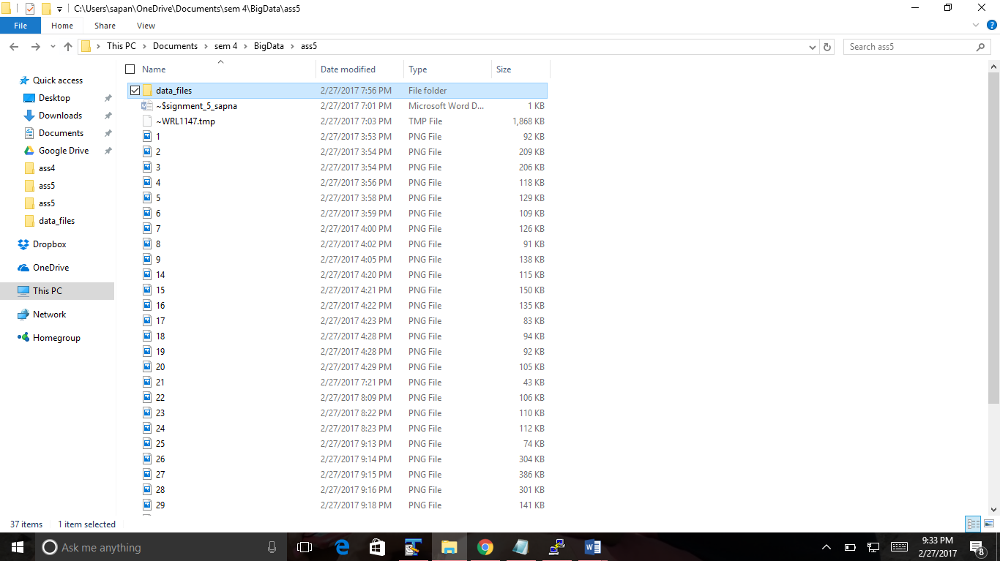 C:\Users\sapan\OneDrive\Documents\sem 4\BigData\ass5
File Home Share View
This PC Documents sem 4 BigData ass5 Search ass5
Name Date modified Type Size
Quick access
Desktop
Downloads
Documents
Google Drive
ass4
ass5
ass5
data_files
Dropbox
OneDrive
This PC
Network
Homegroup
data_files 2/27/2017 7:56 PM File folder
~$signment_5_sapna 2/27/2017 7:01 PM Microsoft Word D... 1 KB
~WRL1147.tmp 2/27/2017 7:03 PM TMP File 1,868 KB
1 2/27/2017 3:53 PM PNG File 92 KB
2 2/27/2017 3:54 PM PNG File 209 KB
3 2/27/2017 3:54 PM PNG File 206 KB
4 2/27/2017 3:56 PM PNG File 118 KB
5 2/27/2017 3:58 PM PNG File 129 KB
6 2/27/2017 3:59 PM PNG File 109 KB
7 2/27/2017 4:00 PM PNG File 126 KB
8 2/27/2017 4:02 PM PNG File 91 KB
9 2/27/2017 4:05 PM PNG File 138 KB
14 2/27/2017 4:20 PM PNG File 115 KB
15 2/27/2017 4:21 PM PNG File 150 KB
16 2/27/2017 4:22 PM PNG File 135 KB
17 2/27/2017 4:23 PM PNG File 83 KB
18 2/27/2017 4:28 PM PNG File 94 KB
19 2/27/2017 4:28 PM PNG File 92 KB
20 2/27/2017 4:29 PM PNG File 105 KB
21 2/27/2017 7:21 PM PNG File 43 KB
22 2/27/2017 8:09 PM PNG File 106 KB
23 2/27/2017 8:22 PM PNG File 110 KB
24 2/27/2017 8:23 PM PNG File 112 KB
25 2/27/2017 9:13 PM PNG File 74 KB
26 2/27/2017 9:14 PM PNG File 304 KB
27 2/27/2017 9:15 PM PNG File 386 KB
28 2/27/2017 9:16 PM PNG File 301 KB
29 2/27/2017 9:18 PM PNG File 141 KB
37 items 1 item selected
Ask me anything
9:33 PM
2/27/2017
8